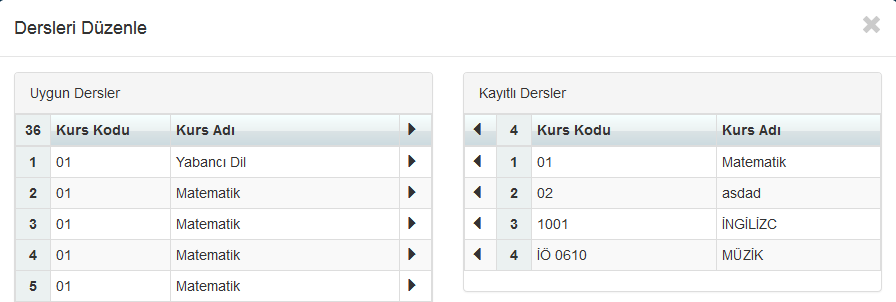 Dersleri Düzenle
Uygun Dersler
36 Kurs Kodu Kurs Adı
1 01 Yabancı Dil
2 01 Matematik
3 01 Matematik
4 01 Matematik
5 01 Matematik
Kayıtlı Dersler
4 Kurs Kodu Kurs Adı
1 01 Matematik
2 02 asdad
3 1001 İNGİLİZC
4 İÖ 0610 MÜZİK